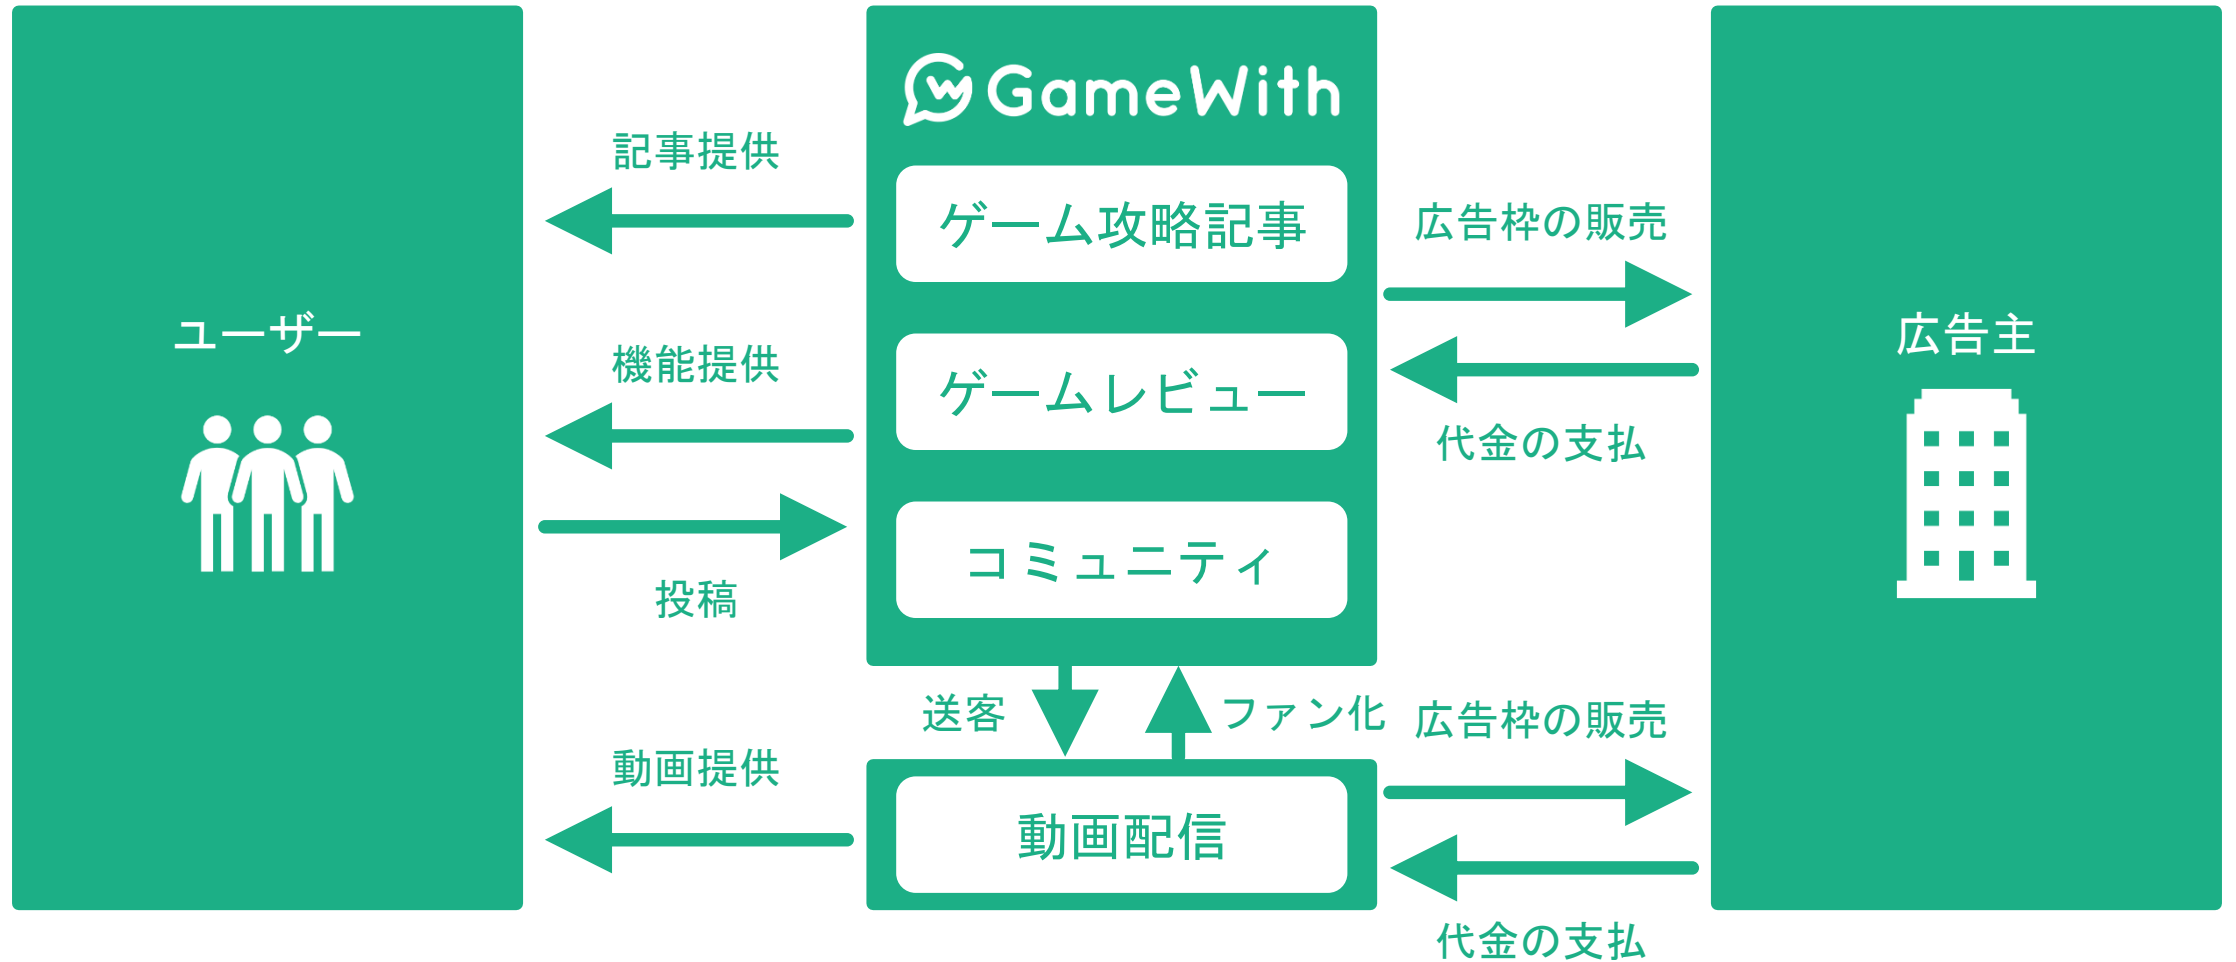 ユーザー
記事提供
機能提供
投稿
動画提供
GameWith
ゲーム攻略記事
ゲームレビュー
コミュニティ
送客
ファン化
動画配信
広告枠の販売
代金の支払
広告枠の販売
代金の支払
広告主